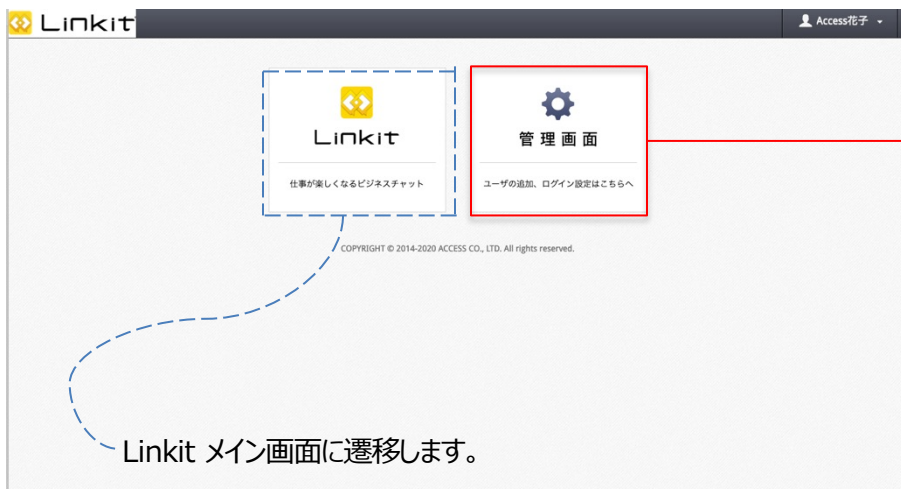 Linkit
Access花子
Linkit
仕事が楽しくなるビジネスチャット
管理画面
ユーザの追加、ログイン設定はこちらへ
COPYRIGHT © 2014-2020 ACCESS CO., LTD. All rights reserved.
Linkit メイン画面に遷移します。